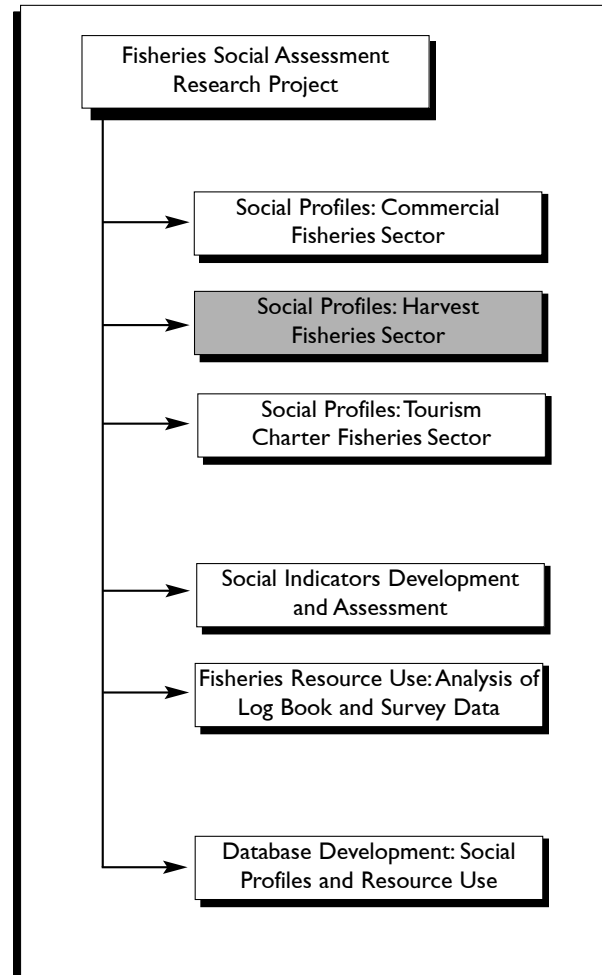 Fisheries Social Assessment
Research Project
Social Profiles: Commercial
Fisheries Sector
Social Profiles: Harvest
Fisheries Sector
Social Profiles: Tourism
Charter Fisheries Sector
Social Indicators Development
and Assessment
Fisheries Resource Use: Analysis of
Log Book and Survey Data
Database Development: Social
Profiles and Resource Use